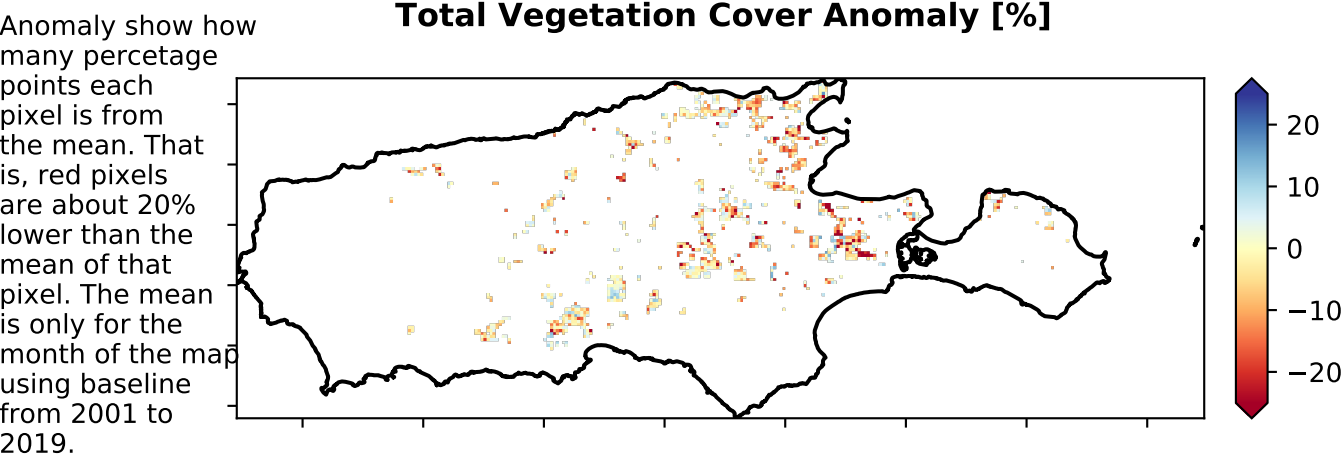 Total Vegetation Cover Anomaly [%]
Anomaly show how
many percetage
points each
pixel is from
the mean. That
is, red pixels
are about 20%
lower than the
mean of that
pixel. The mean
is only for the
month of the map
using baseline
from 2001 to
2019.
20
10
0
−10
−20